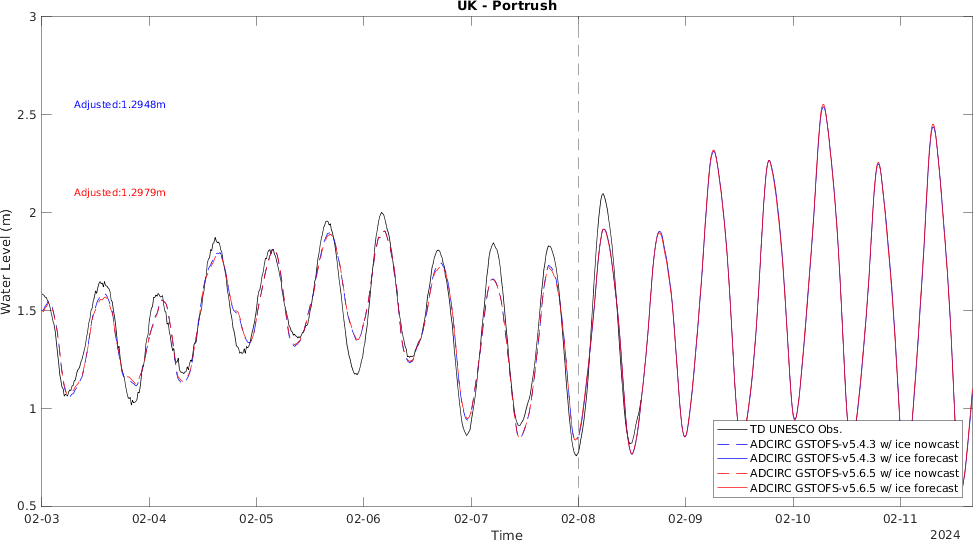 UK - Portrush
3
2.5
2
1.5
1
0.5
Water Level (m)
Adjusted:1.2948m
Adjusted:1.2979m
TD UNESCO Obs.
ADCIRC GSTOFS-v5.4.3 w/ ice nowcast
ADCIRC GSTOFS-v5.4.3 w/ ice forecast
ADCIRC GSTOFS-v5.6.5 w/ ice nowcast
ADCIRC GSTOFS-v5.6.5 w/ ice forecast
02-03 02-04 02-05 02-06 02-07 02-08 02-09 02-10 02-11
Time
2024